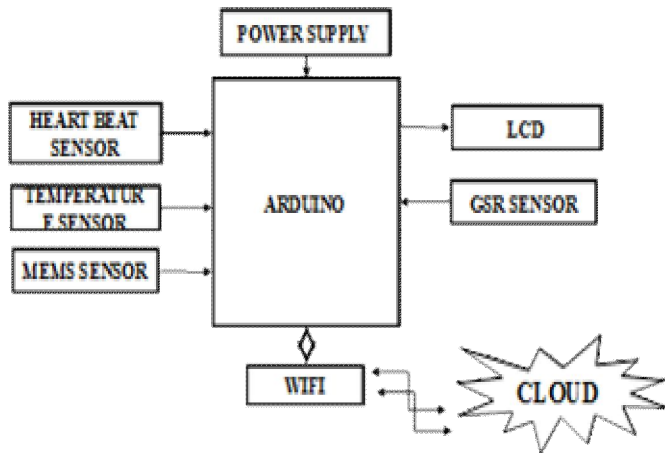 POWER SUPPLY
HEART BEAT
SENSOR
LCD
TEMPERATUR
E SENSOR
ARDUINO
GSR SENSOR
MEMS SENSOR
WIFI
CLOUD